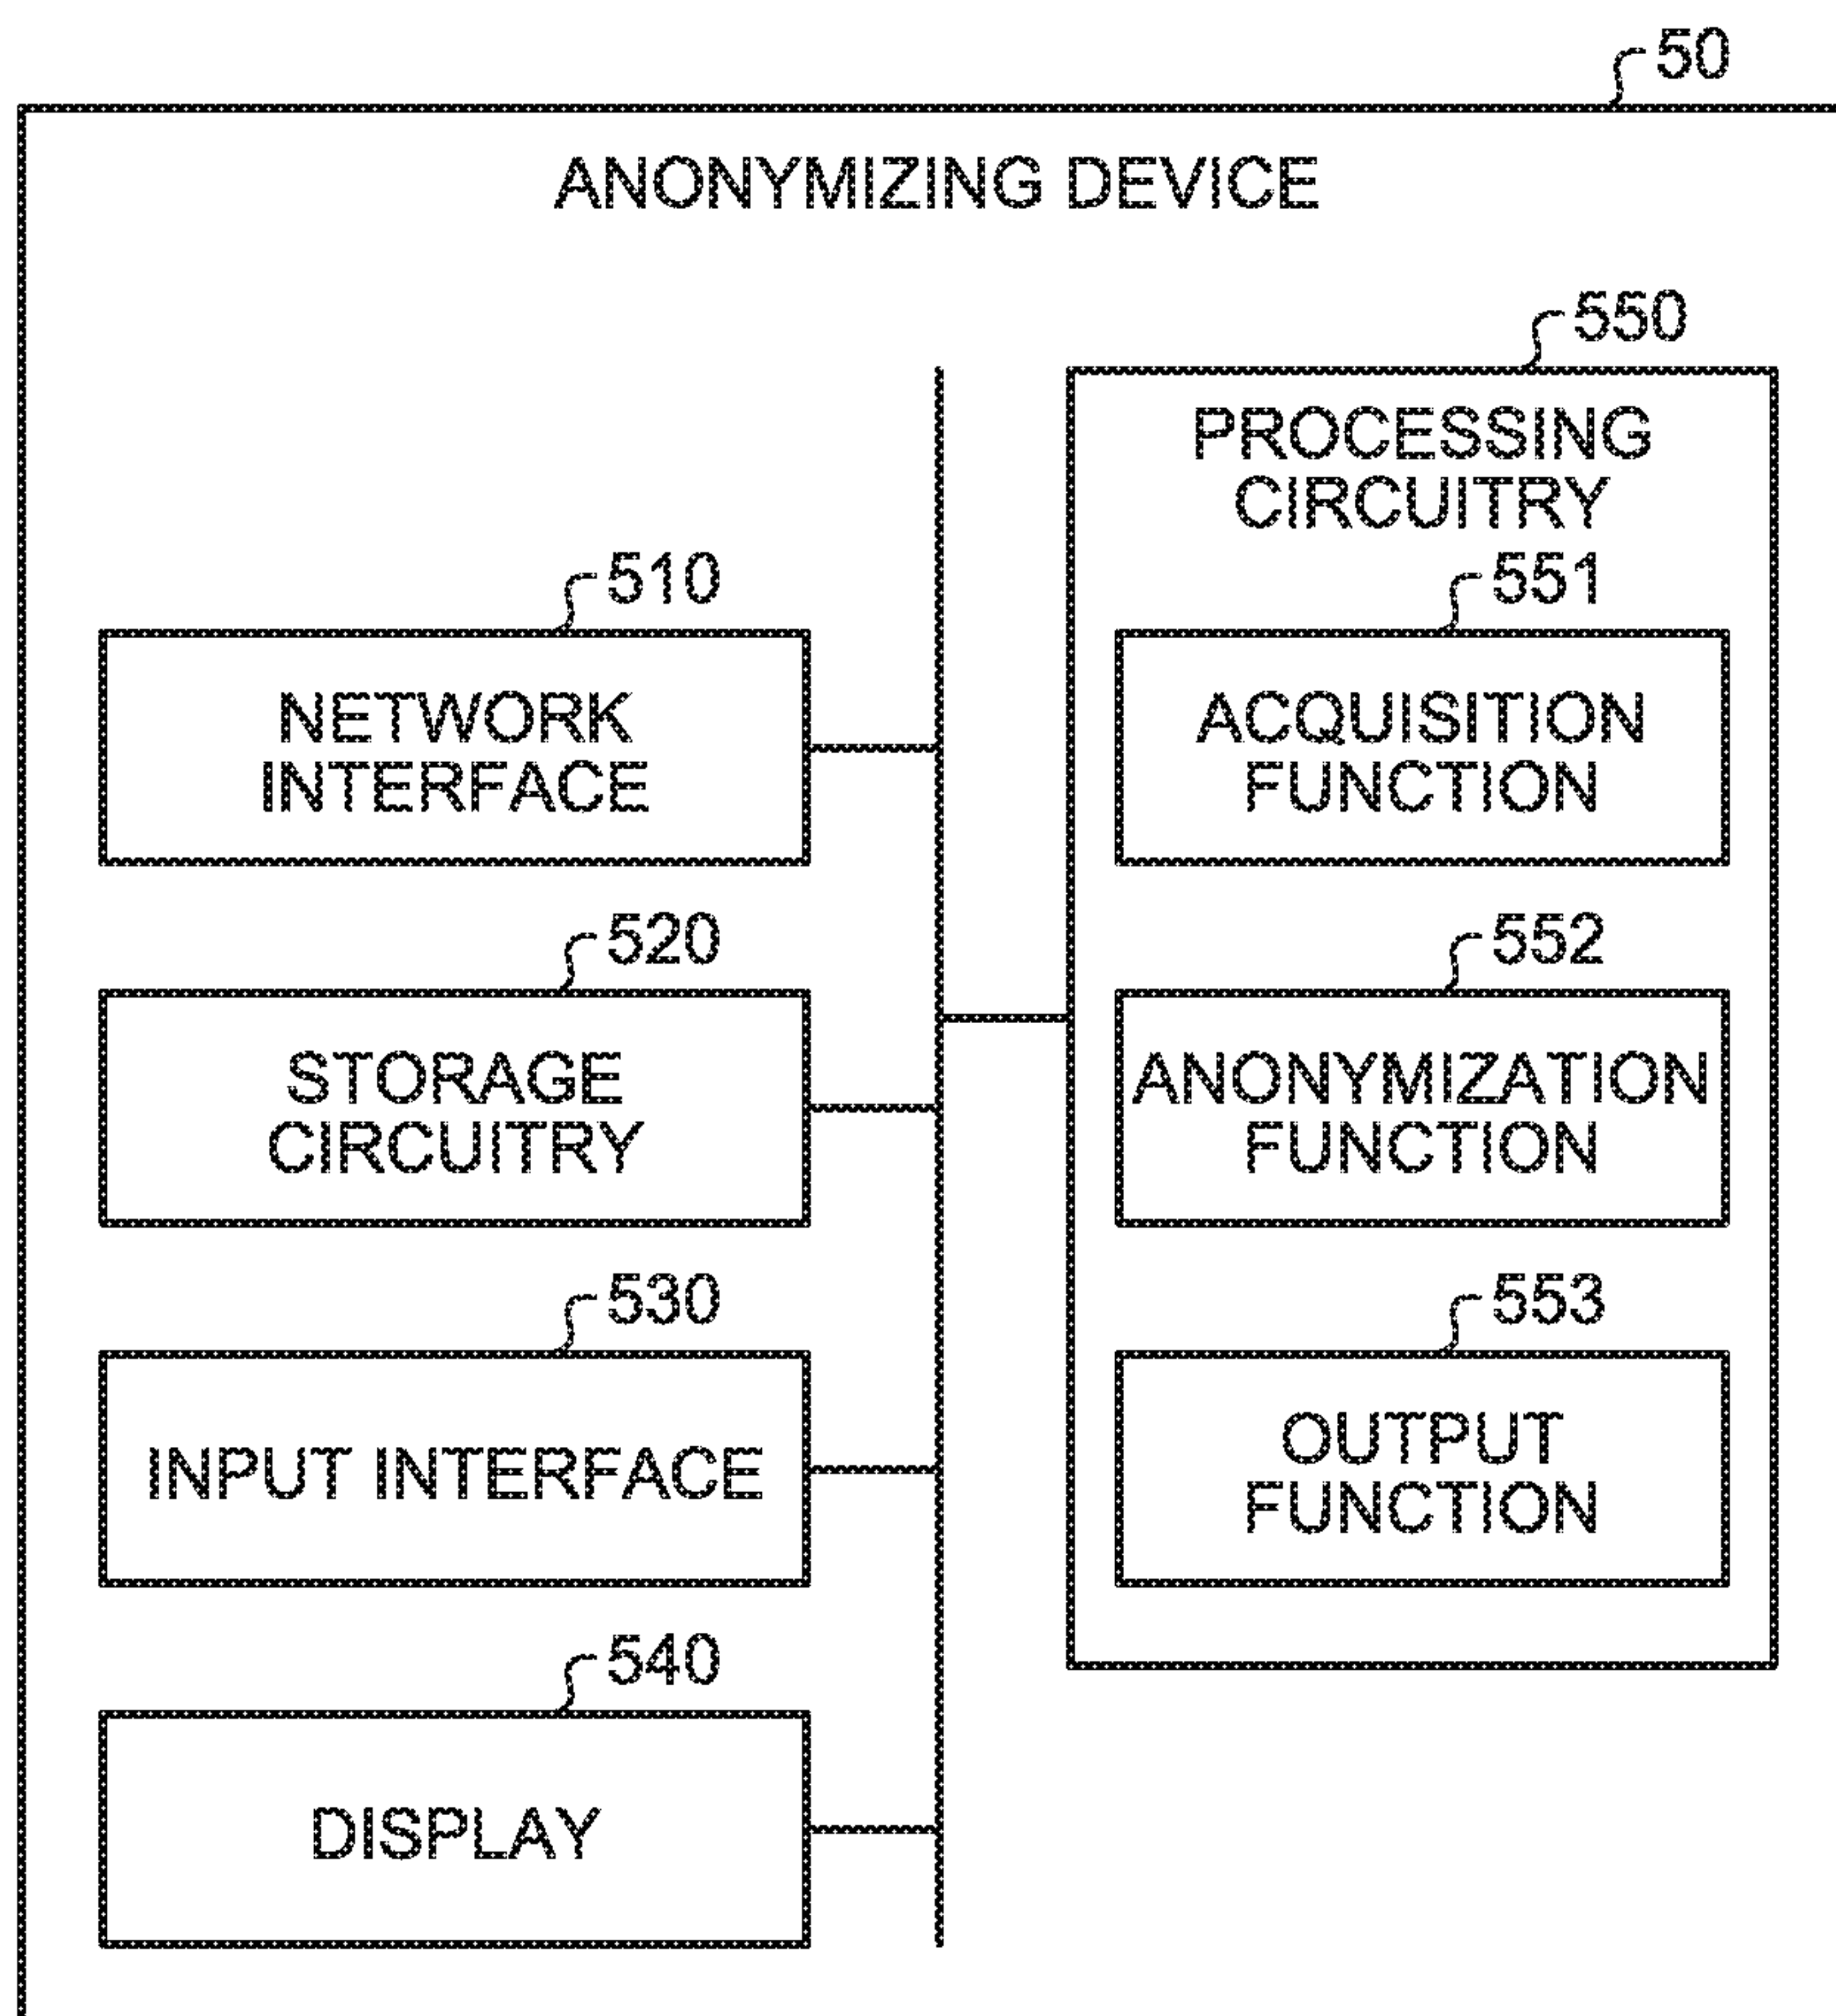 50
ANONYMIZING DEVICE
550
PROCESSING
CIRCUITRY
510
NETWORK
INTERFACE
551
ACQUISITION
FUNCTION
520
STORAGE
CIRCUITRY
552
ANONYMIZATION
FUNCTION
530
INPUT INTERFACE
553
OUTPUT
FUNCTION
540
DISPLAY